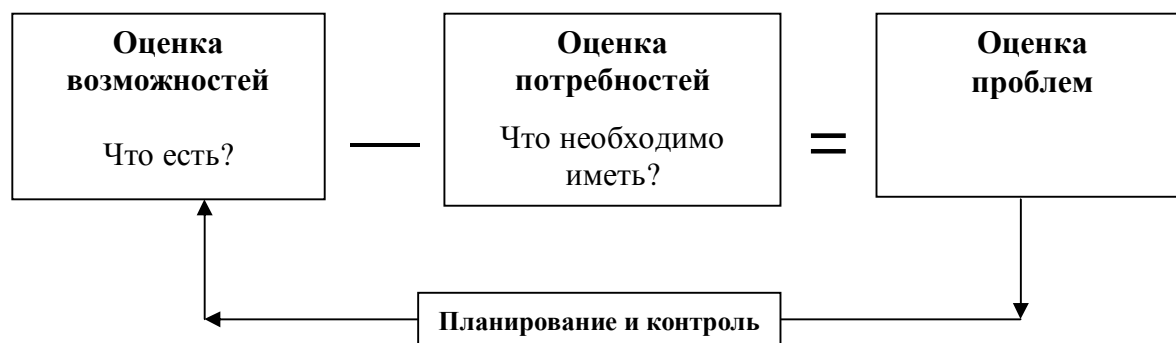 Оценка
возможностей
Что есть?
—
Оценка
потребностей
Что необходимо
иметь?
=
Оценка
проблем
Планирование и контроль